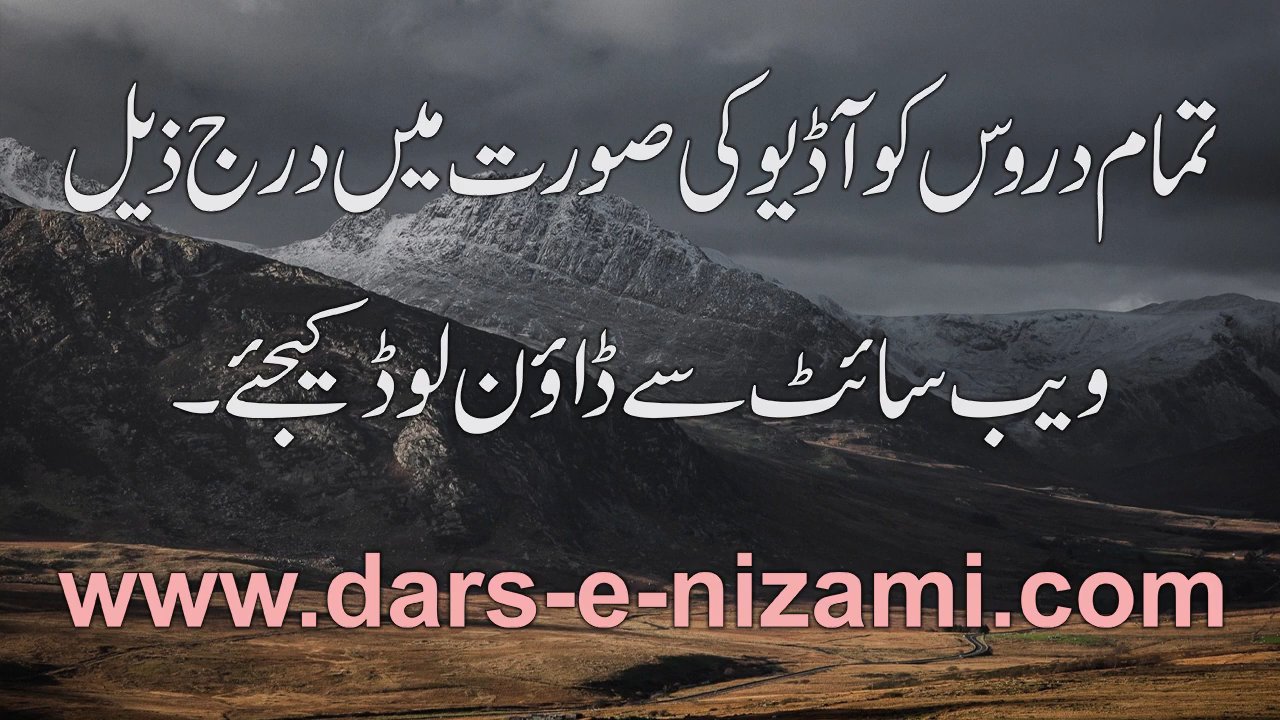 تمام دروس کو آڈیو کی صورت میں درج ذیل
ویب سائٹ سے ڈاؤن لوڈ کیجئے۔
www.dars-e-nizami.com